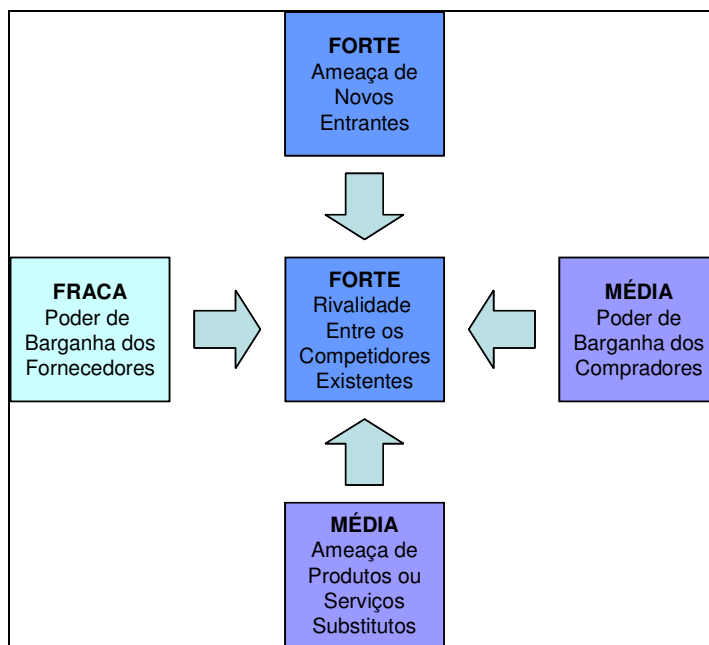 FORTE
Ameaça de
Novos
Entrantes
FRACA
Poder de
Barganha dos
Fornecedores
FORTE
Rivalidade
Entre os
Competidores
Existentes
MÉDIA
Poder de
Barganha dos
Compradores
MÉDIA
Ameaça de
Produtos ou
Serviços
Substitutos